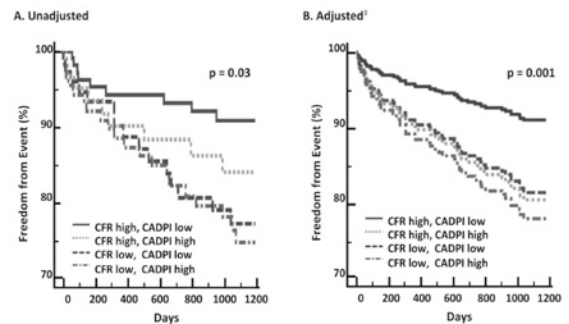 A. Unadjusted
100
90
80
70
Freedom from Event (%)
p = 0.03
CFR high, CADPI low
CFR high, CADPI high
CFR low, CADPI low
CFR low, CADPI high
0 200 400 600 800 1000 1200
Days
B. Adjusted‡
100
90
80
70
Freedom from Event (%)
p = 0.001
CFR high, CADPI low
CFR high, CADPI high
CFR low, CADPI low
CFR low, CADPI high
0 200 400 600 800 1000 1200
Days